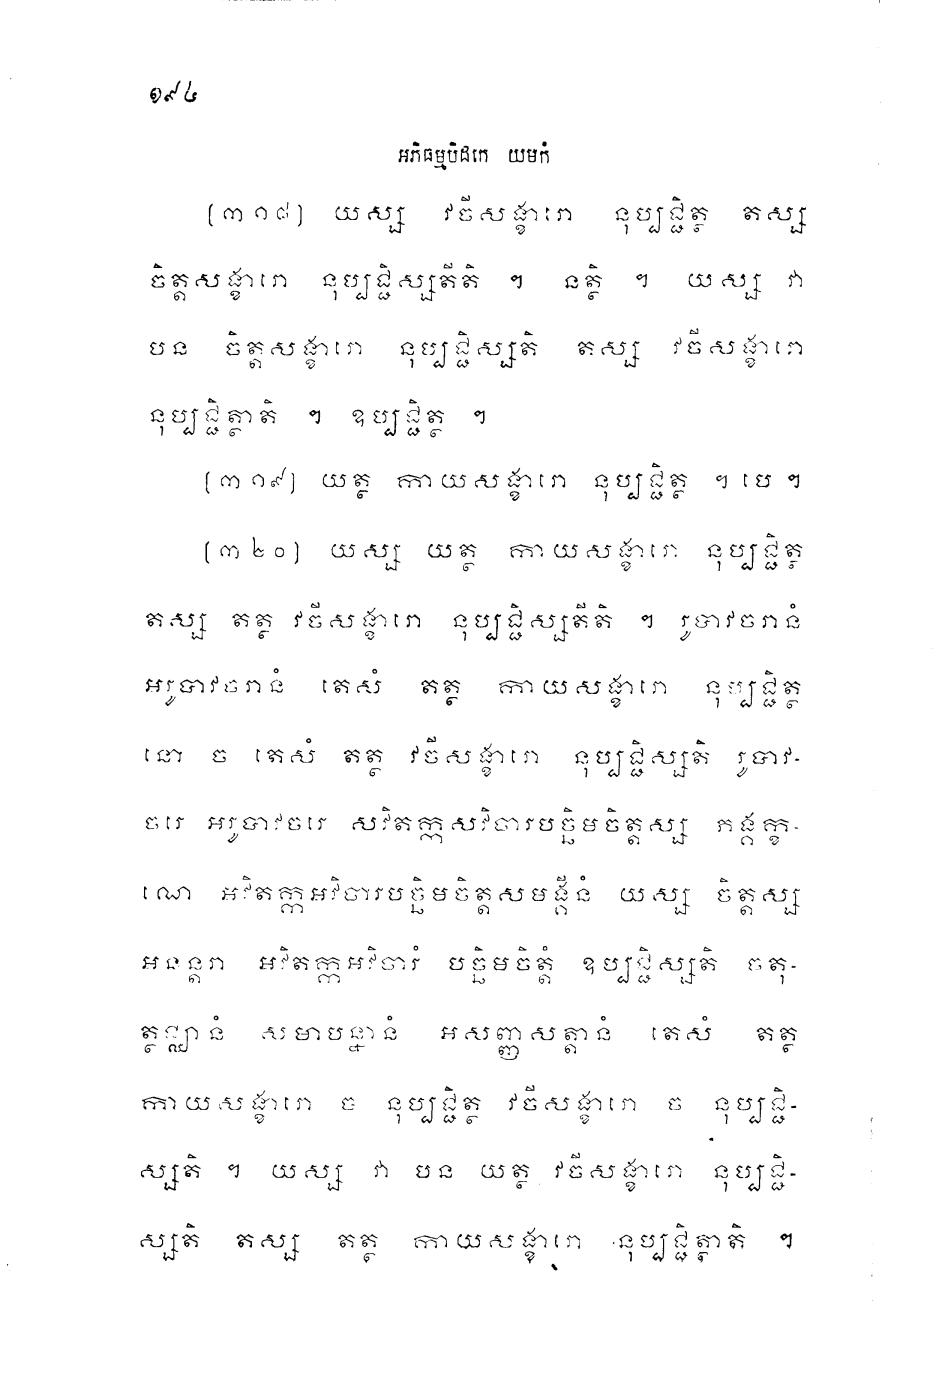 ១៩៤
អភិធម្មបិដកេ យមកំ
(៣១៨) យស្ស វចីសង្ខារោ នុប្បជ្ជិត្ថ តស្ស
ចិត្តសង្ខារោ នុប្បជ្ជិស្សតីតិ ។ នត្ថិ ។ យស្ស វា
បន ចិត្តសង្ខារោ នុប្បជ្ជិស្សតិ តស្ស វចីសង្ខារោ
នុប្បជ្ជិត្ថាតិ ។ ឧប្បជ្ជិត្ថ ។
(៣១៩) យត្ថ កាយសង្ខារោ នុប្បជ្ជិត្ថ ។ បេ ។
(៣២០) យស្ស យត្ថ កាយសង្ខារោ នុប្បជ្ជិត្ថ
តស្ស តត្ថ វចីសង្ខារោ នុប្បជ្ជិស្សតីតិ ។ រូបាវចរានំ
អរូបាវចរានំ តេសំ តត្ថ កាយសង្ខារោ នុប្បជ្ជិត្ថ
នោ ច តេសំ តត្ថ វចីសង្ខារោ នុប្បជ្ជិស្សតិ រូបាវ-
ចរេ អរូបាវចរេ សវិតក្កសវិចារបច្ឆិមចិត្តស្ស ភង្គក្ខ-
ណេ អវិតក្កអវិចារបច្ឆិមចិត្តសមង្គីនំ យស្ស ចិត្តស្ស
អនន្តរា អវិតក្កអវិចារំ បច្ឆិមចិត្តំ ឧប្បជ្ជិស្សតិ ចតុ-
ត្ថជ្ឈានំ សមាបន្នានំ អសញ្ញសត្តានំ តេសំ តត្ថ
កាយសង្ខារោ ច នុប្បជ្ជិត្ថ វចីសង្ខារោ ច នុប្បជ្ជិ-
ស្សតិ ។ យស្ស វា បន យត្ថ វចីសង្ខារោ នុប្បជ្ជិ-
ស្សតិ តស្ស តត្ថ កាយសង្ខារោ នុប្បជ្ជិត្ថាតិ ។